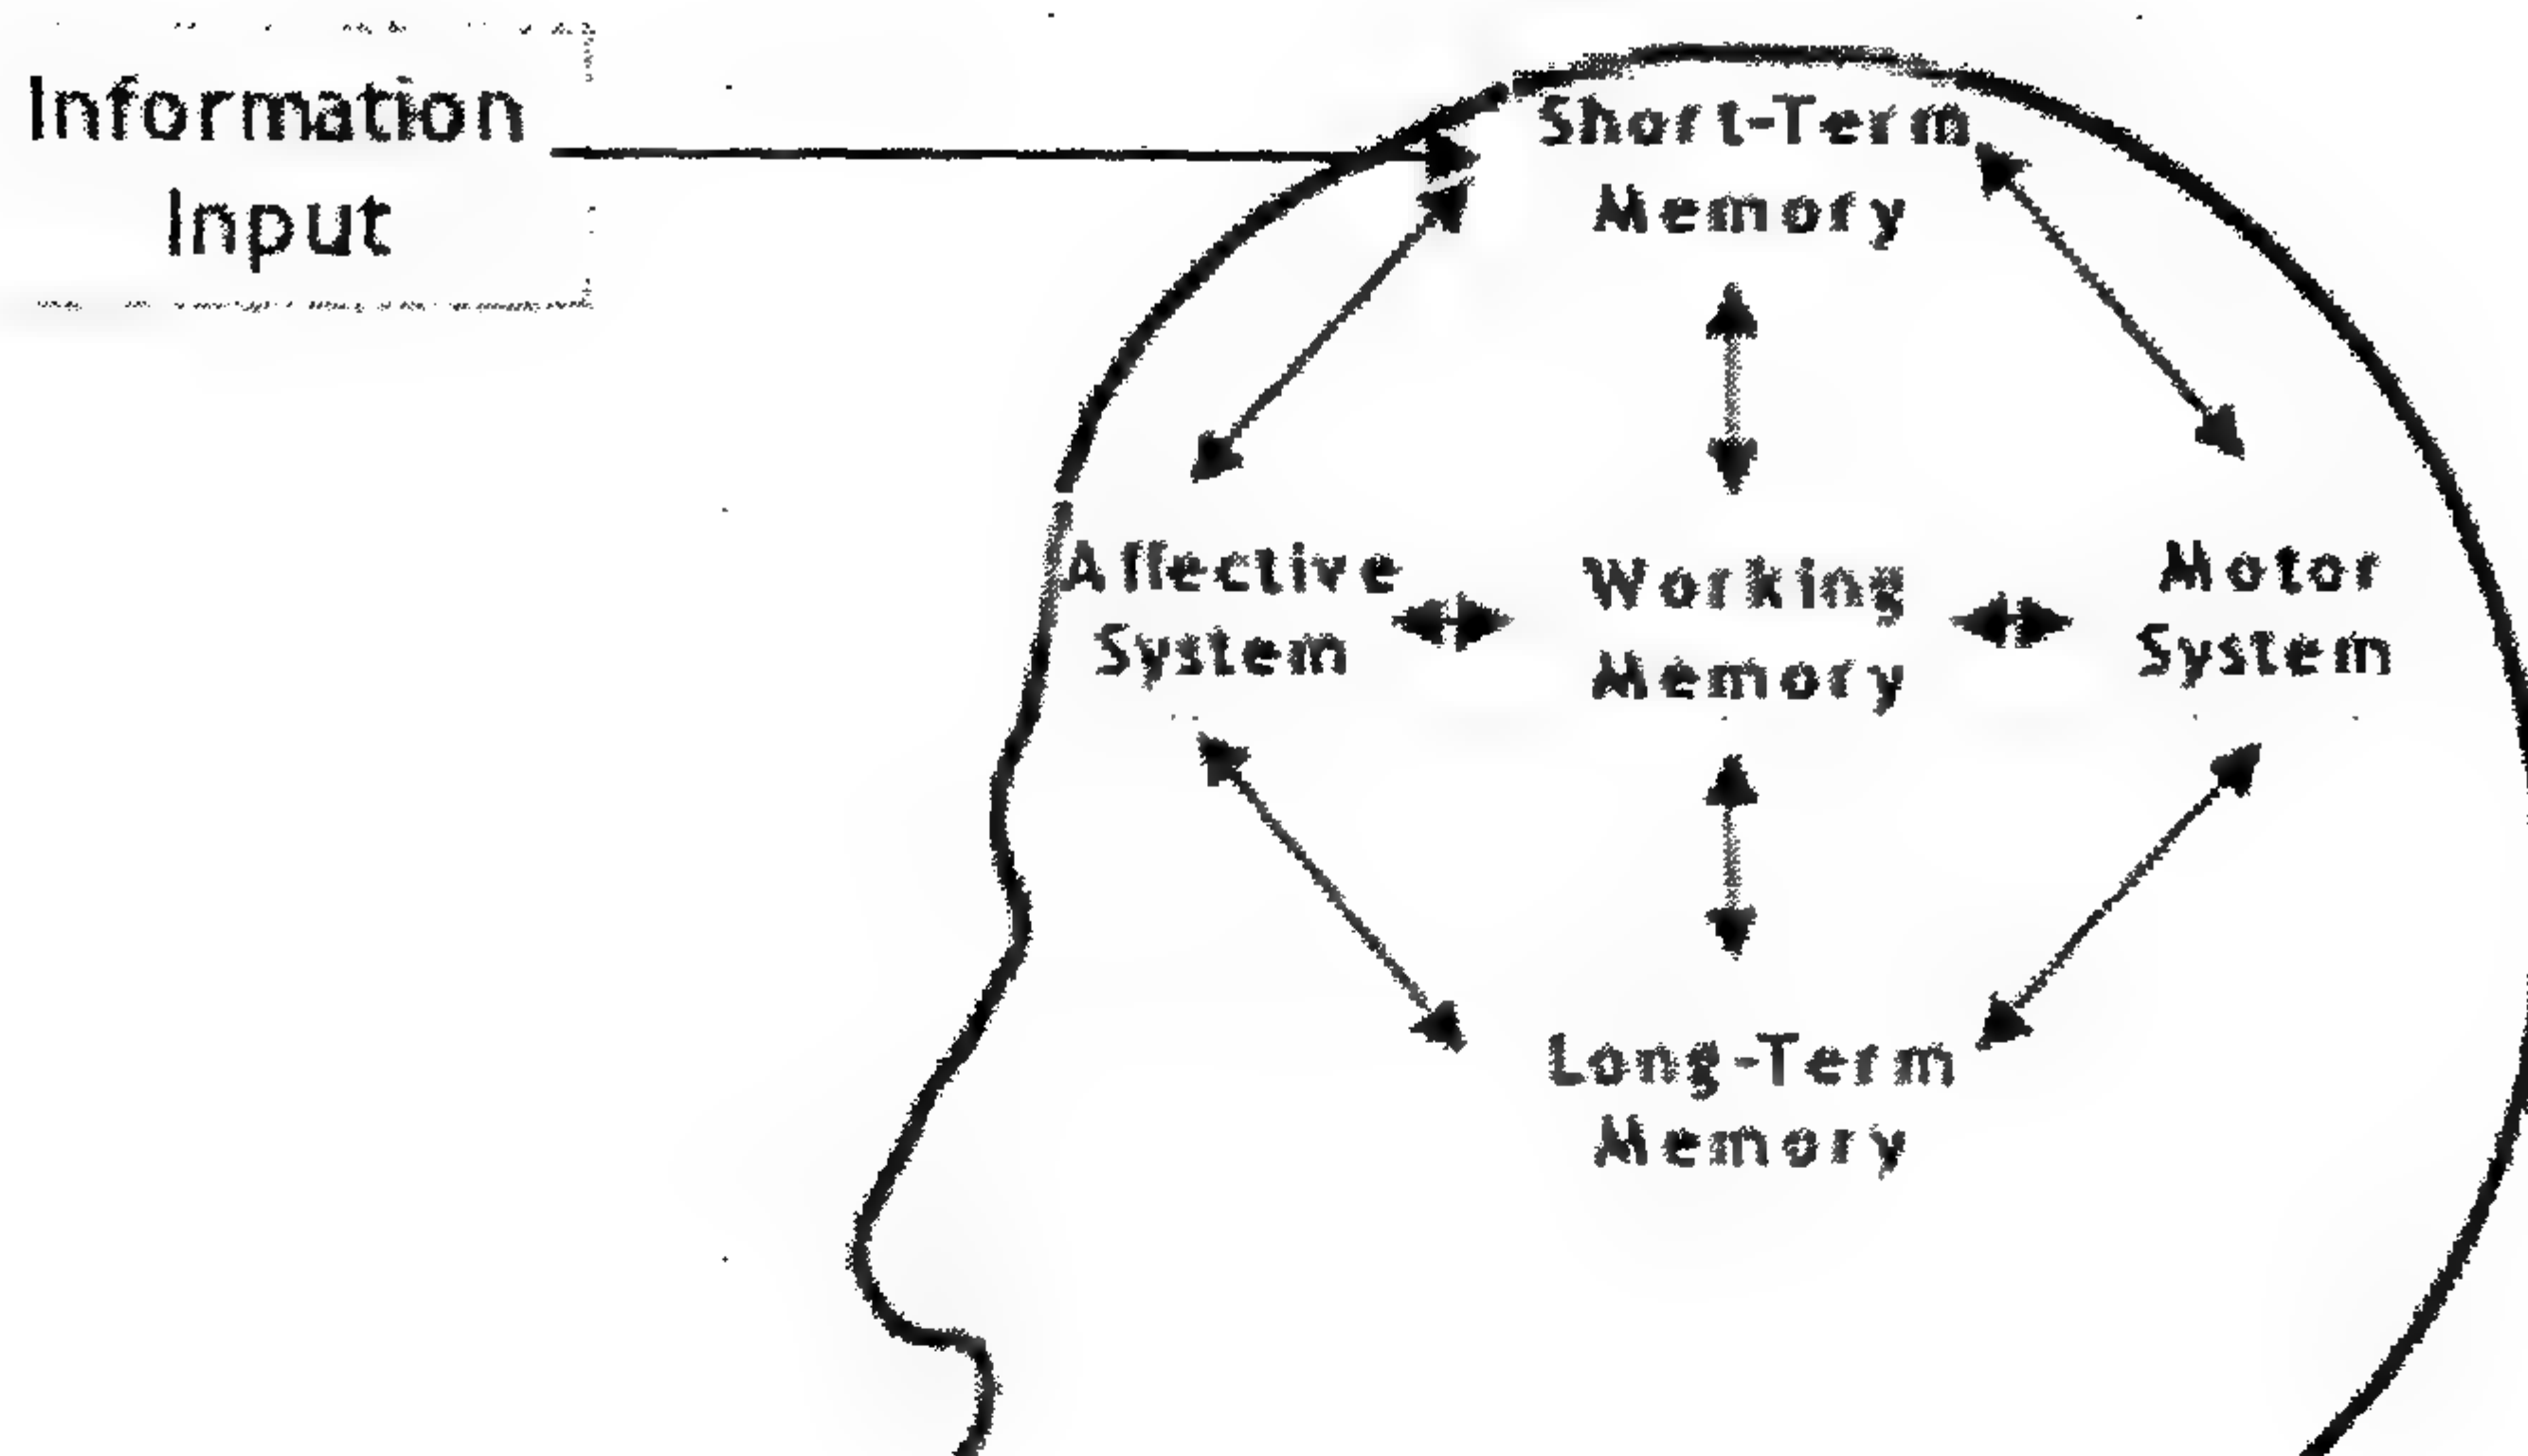 Information
Input
Short-Term
Memory
Affective
System
Working
Memory
Motor
System
Long-Term
Memory